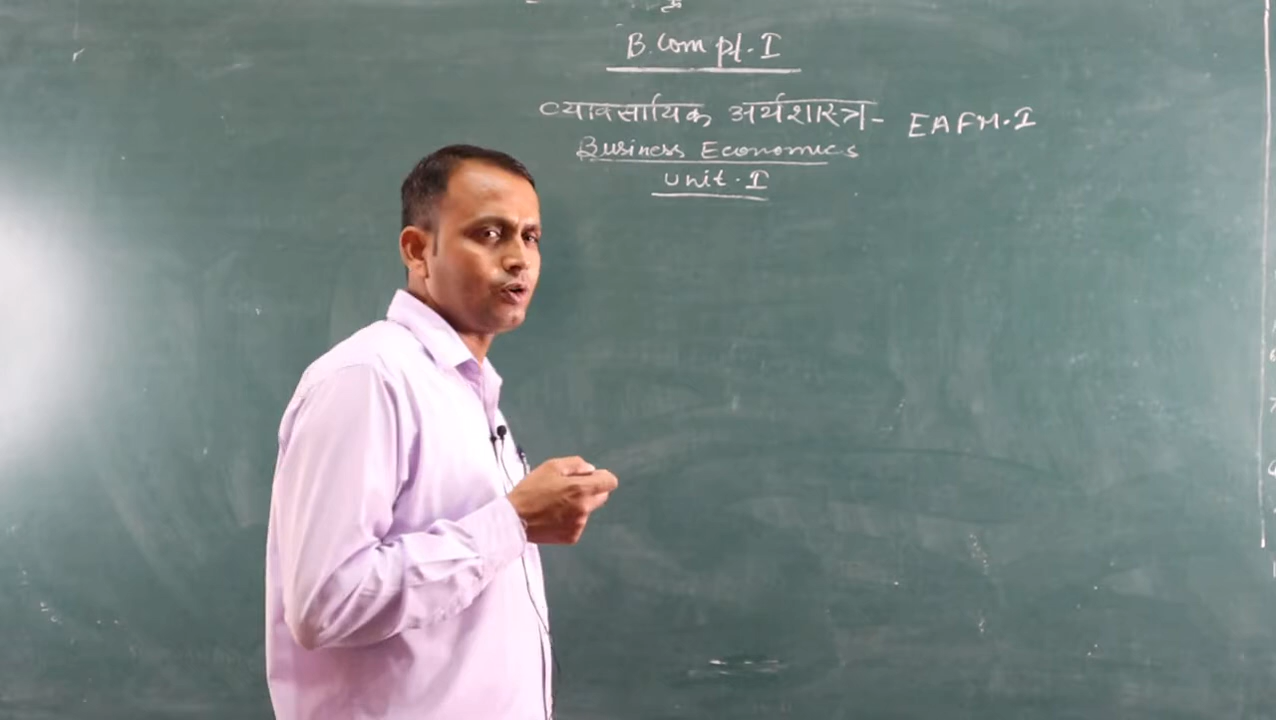 ॐ
B.Com pt. I
व्यावसायिक अर्थशास्त्र - EAFM. I
Business Economics
Unit. I